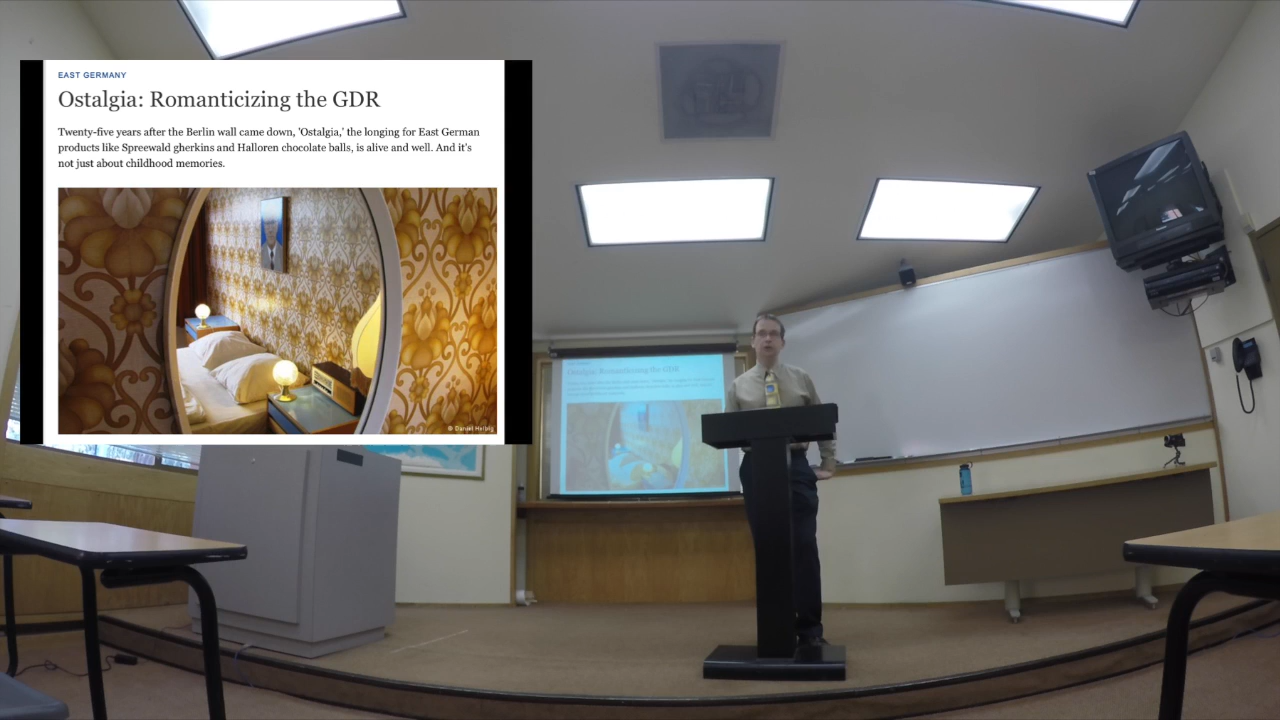 EAST GERMANY
Ostalgia: Romanticizing the GDR
Twenty-five years after the Berlin wall came down, 'Ostalgia,' the longing for East German
products like Spreewald gherkins and Halloren chocolate balls, is alive and well. And it's
not just about childhood memories.
© Daniel Helbig
Ostalgia: Romanticizing the GDR